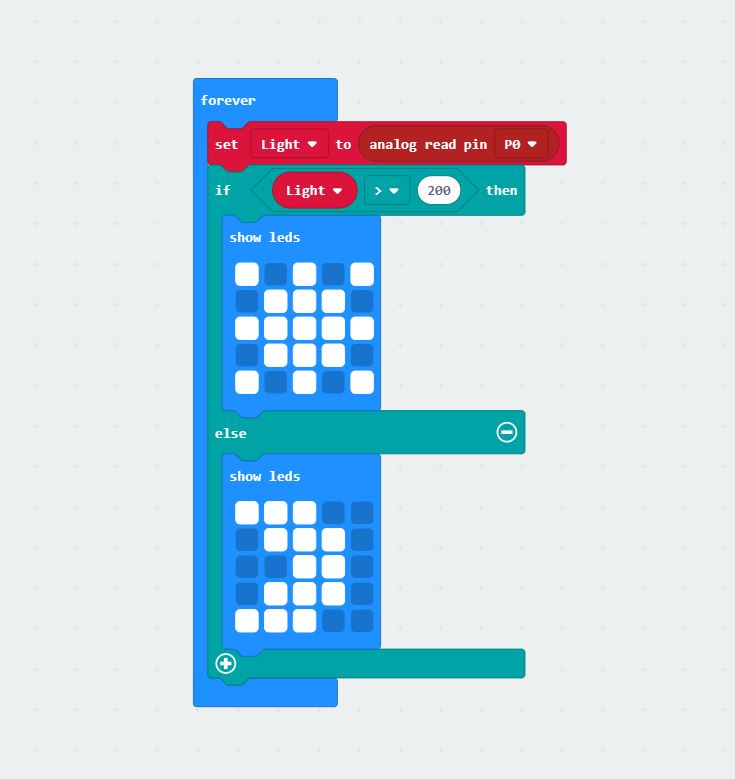 forever
set Light to analog read pin P0
if Light > 200 then
show leds
else
show leds